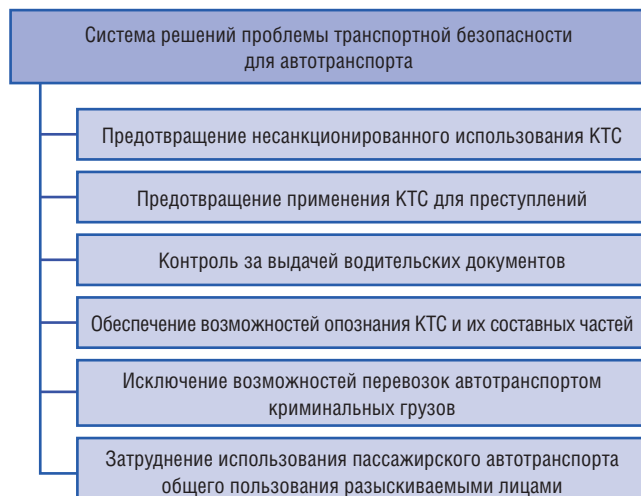 Система решений проблемы транспортной безопасности
для автотранспорта
Предотвращение несанкционированного использования КТС
Предотвращение применения КТС для преступлений
Контроль за выдачей водительских документов
Обеспечение возможностей опознания КТС и их составных частей
Исключение возможностей перевозок автотранспортом
криминальных грузов
Затруднение использования пассажирского автотранспорта
общего пользования разыскиваемыми лицами